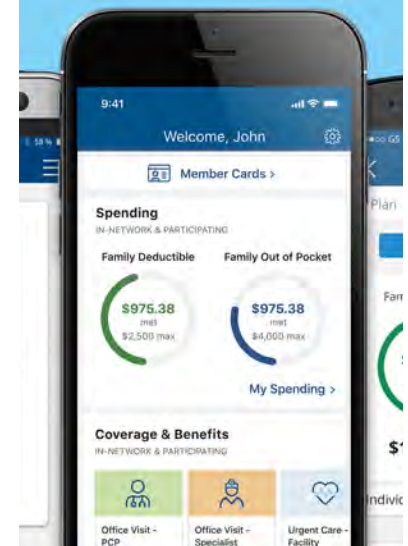 58%
9:41
Welcome, John
Member Cards >
Plan
Spending
IN-NETWORK & PARTICIPATING
Family Deductible
Family Out of Pocket
$975.38
met
$2,500 max
$975.38
met
$4,000 max
My Spending >
Coverage & Benefits
IN-NETWORK & PARTICIPATING
Office Visit -
PCP
Office Visit -
Specialist
Urgent Care -
Facility